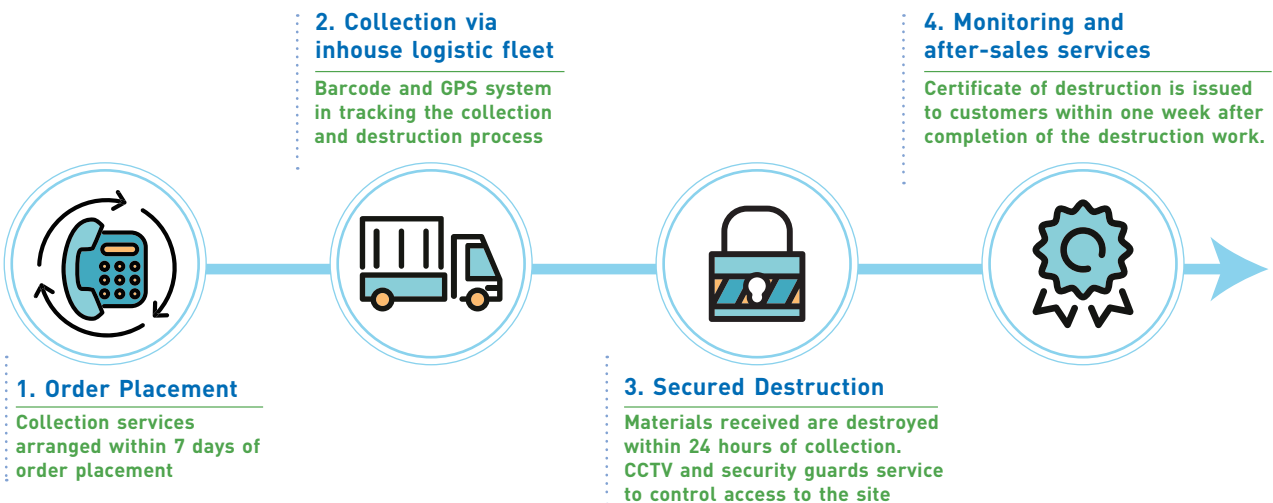 1. Order Placement
Collection services
arranged within 7 days of
order placement
2. Collection via
inhouse logistic fleet
Barcode and GPS system
in tracking the collection
and destruction process
3. Secured Destruction
Materials received are destroyed
within 24 hours of collection.
CCTV and security guards service
to control access to the site
4. Monitoring and
after-sales services
Certificate of destruction is issued
to customers within one week after
completion of the destruction work.